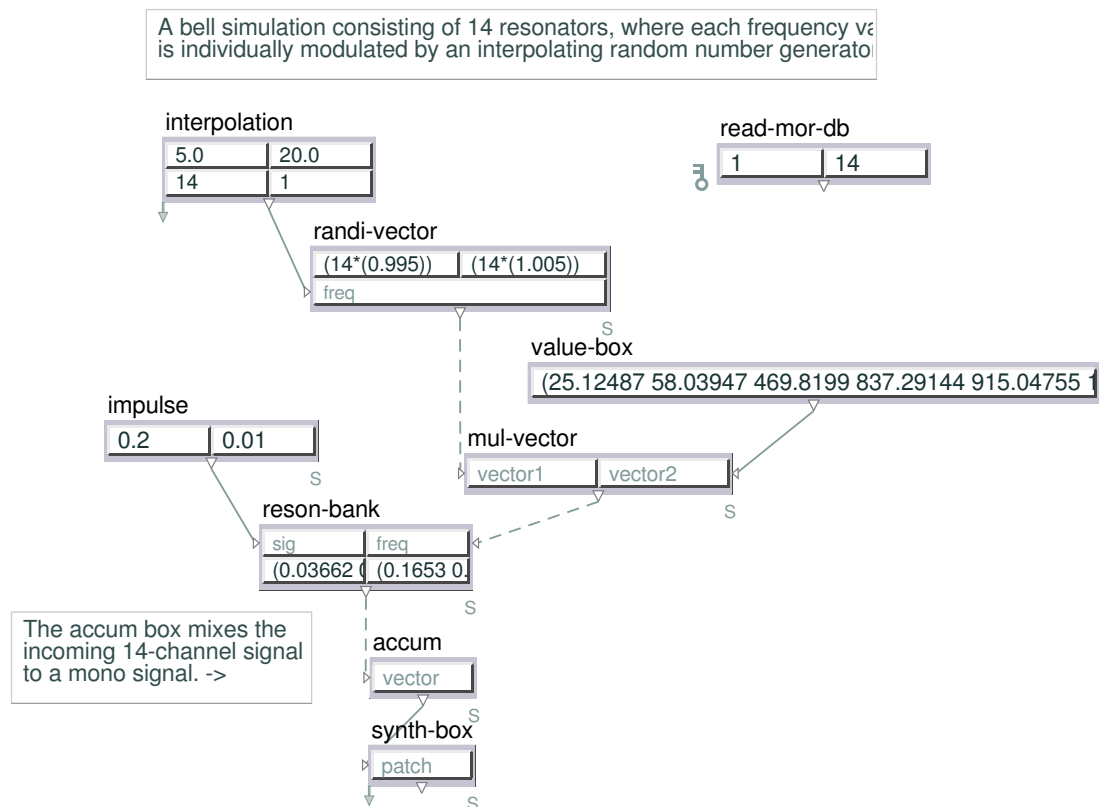 A bell simulation consisting of 14 resonators, where each frequency
is individually modulated by an interpolating random number
interpolation
5.0 20.0
14 1
read-mor-db
1 14
randi-vector
(14*(0.995)) (14*(1.005))
freq
S
value-box
(25.12487 58.03947 469.8199 837.29144 915.04755
impulse
0.2 0.01
S
mul-vector
vector1 vector2
S
reson-bank
sig freq
(0.03662 (0.1653 0.
S
The accum box mixes the
incoming 14-channel signal
to a mono signal. ->
accum
vector
S
synth-box
patch
S